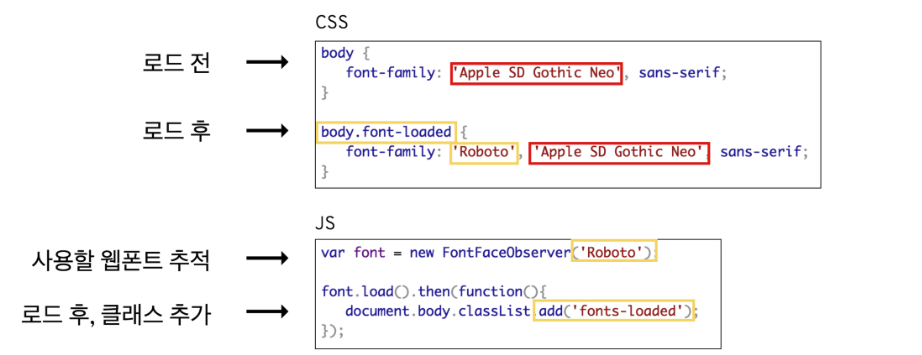 CSS
로드 전
body {
font-family: 'Apple SD Gothic Neo', sans-serif;
}
로드 후
body.font-loaded {
font-family: 'Roboto', 'Apple SD Gothic Neo' sans-serif;
}
JS
사용할 웹폰트 추적
var font = new FontFaceObserver('Roboto');
font.load().then(function(){
로드 후, 클래스 추가
document.body.classList.add('fonts-loaded');
});